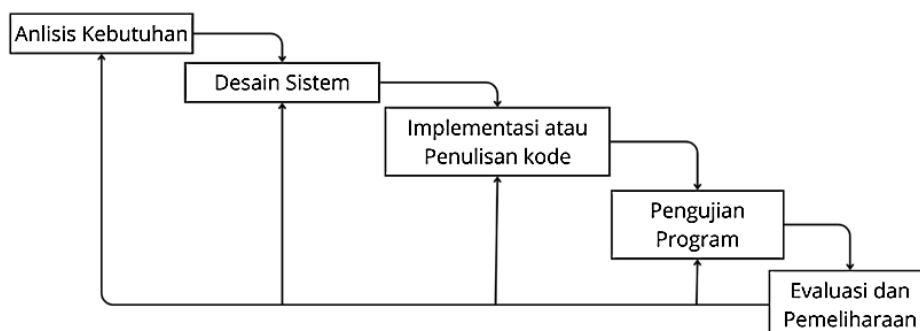 Anlisis Kebutuhan
Desain Sistem
Implementasi atau
Penulisan kode
Pengujian
Program
Evaluasi dan
Pemeliharaan